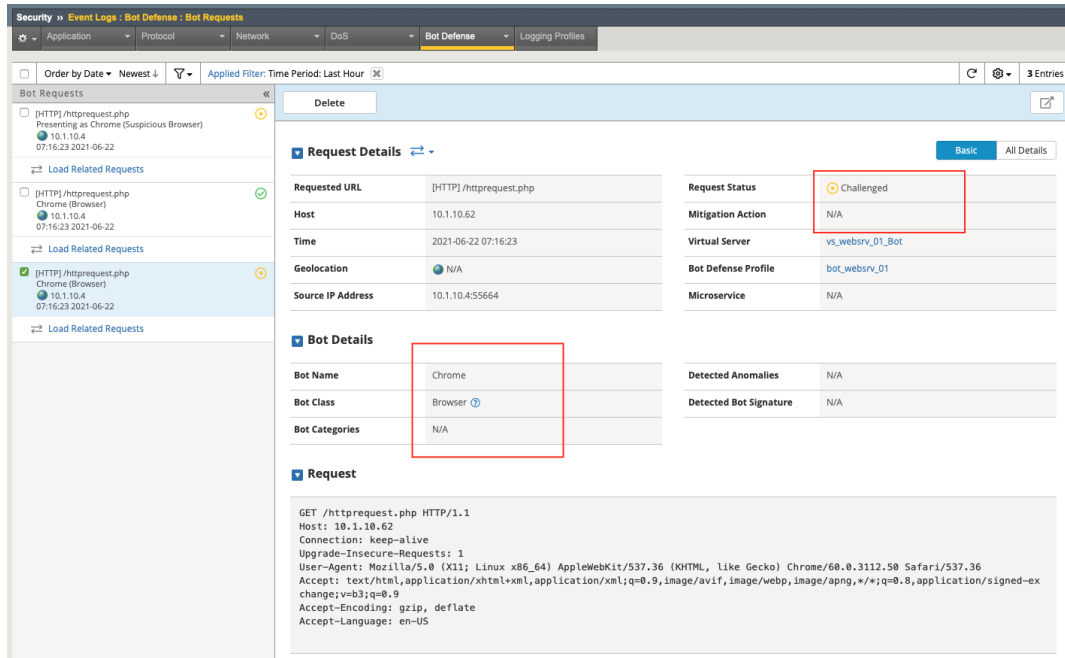 Security » Event Logs : Bot Defense : Bot Requests
Application Protocol Network DoS Bot Defense Logging Profiles
Order by Date Newest ↓ Applied Filter: Time Period: Last Hour 3 Entries
Bot Requests «
[HTTP] /httprequest.php
Presenting as Chrome (Suspicious Browser)
10.1.10.4
07:16:23 2021-06-22
Load Related Requests
[HTTP] /httprequest.php
Chrome (Browser)
10.1.10.4
07:16:23 2021-06-22
Load Related Requests
[HTTP] /httprequest.php
Chrome (Browser)
10.1.10.4
07:16:23 2021-06-22
Load Related Requests
Delete
Request Details
Basic All Details
Requested URL [HTTP] /httprequest.php
Host 10.1.10.62
Time 2021-06-22 07:16:23
Geolocation N/A
Source IP Address 10.1.10.4:55664
Request Status Challenged
Mitigation Action N/A
Virtual Server vs_websrv_01_Bot
Bot Defense Profile bot_websrv_01
Microservice N/A
Bot Details
Bot Name Chrome
Bot Class Browser
Bot Categories N/A
Detected Anomalies N/A
Detected Bot Signature N/A
Request
GET /httprequest.php HTTP/1.1
Host: 10.1.10.62
Connection: keep-alive
Upgrade-Insecure-Requests: 1
User-Agent: Mozilla/5.0 (X11; Linux x86_64) AppleWebKit/537.36 (KHTML, like Gecko) Chrome/60.0.3112.50 Safari/537.36
Accept: text/html,application/xhtml+xml,application/xml;q=0.9,image/avif,image/webp,image/apng,*/*;q=0.8,application/signed-ex
change;v=b3;q=0.9
Accept-Encoding: gzip, deflate
Accept-Language: en-US